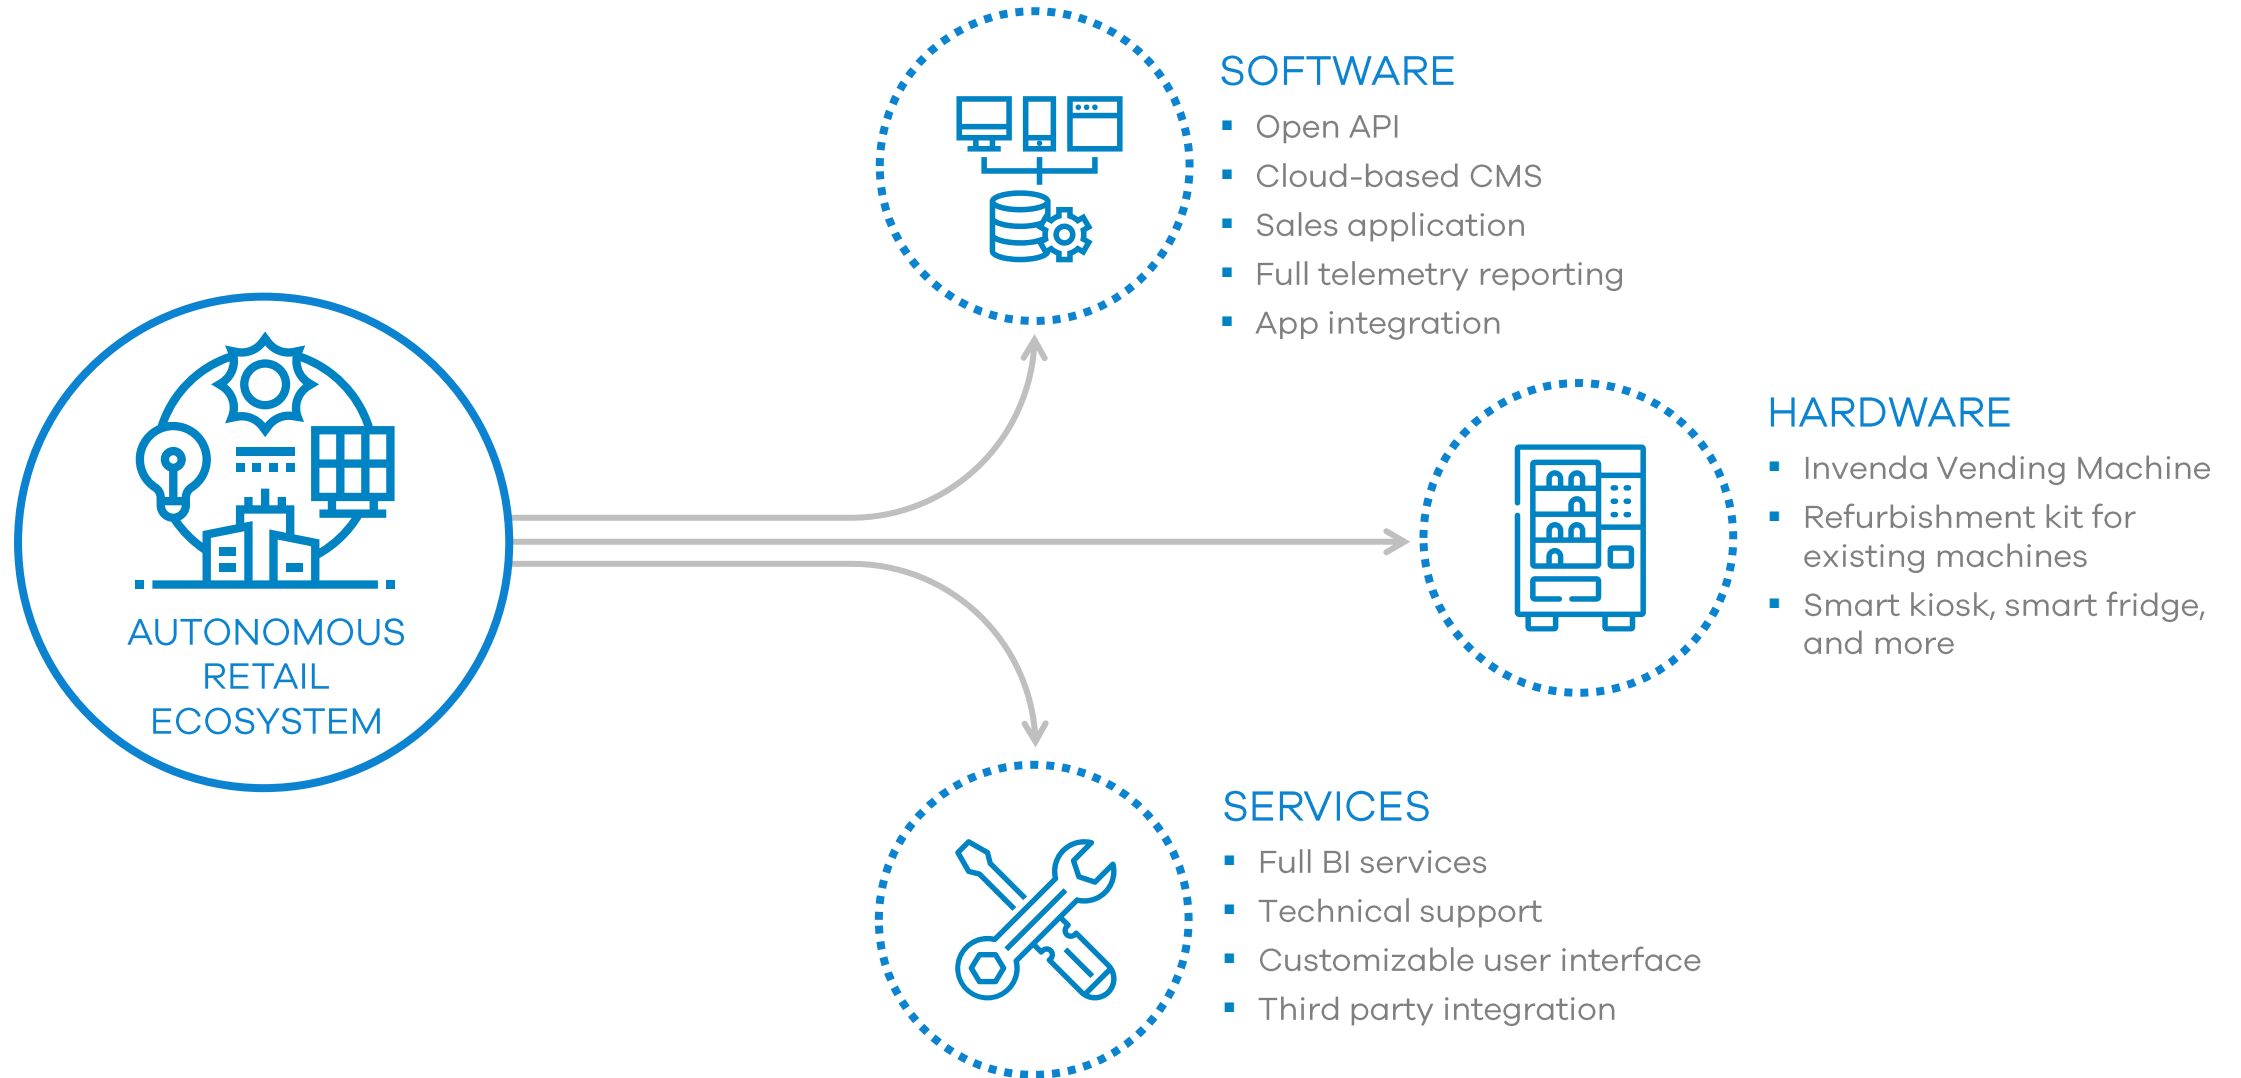 AUTONOMOUS
RETAIL
ECOSYSTEM
SOFTWARE
Open API
Cloud-based CMS
Sales application
Full telemetry reporting
App integration
HARDWARE
Invenda Vending Machine
Refurbishment kit for
existing machines
Smart kiosk, smart fridge,
and more
SERVICES
Full BI services
Technical support
Customizable user interface
Third party integration